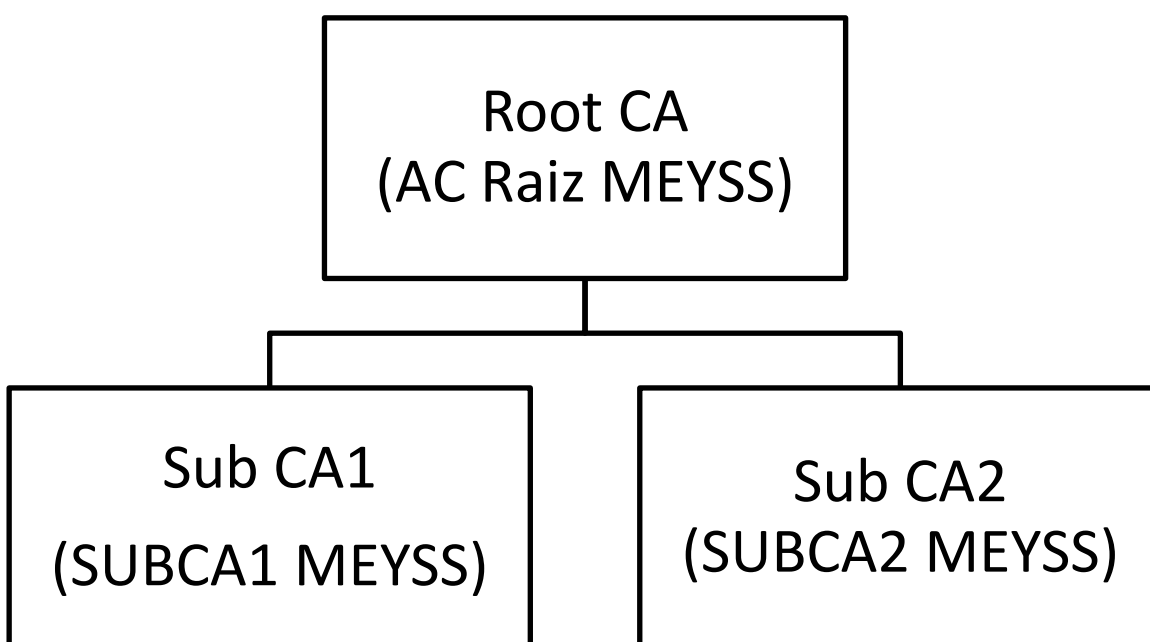 Root CA
(AC Raiz MEYSS)
Sub CA1
(SUBCA1 MEYSS)
Sub CA2
(SUBCA2 MEYSS)